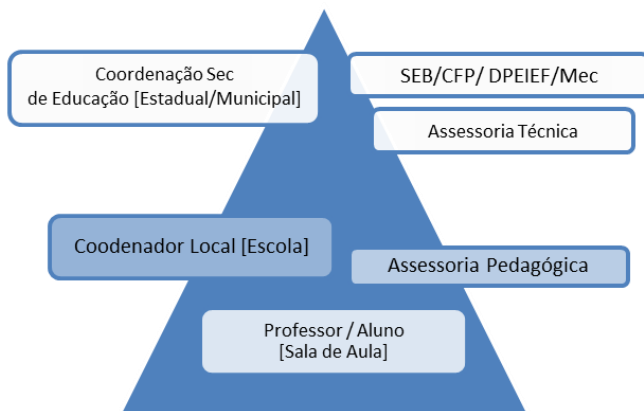 Coordenação Sec
de Educação [Estadual/Municipal]
SEB/CFP/ DPEIEF/Mec
Assessoria Técnica
Coodenador Local [Escola]
Assessoria Pedagógica
Professor / Aluno
[Sala de Aula]